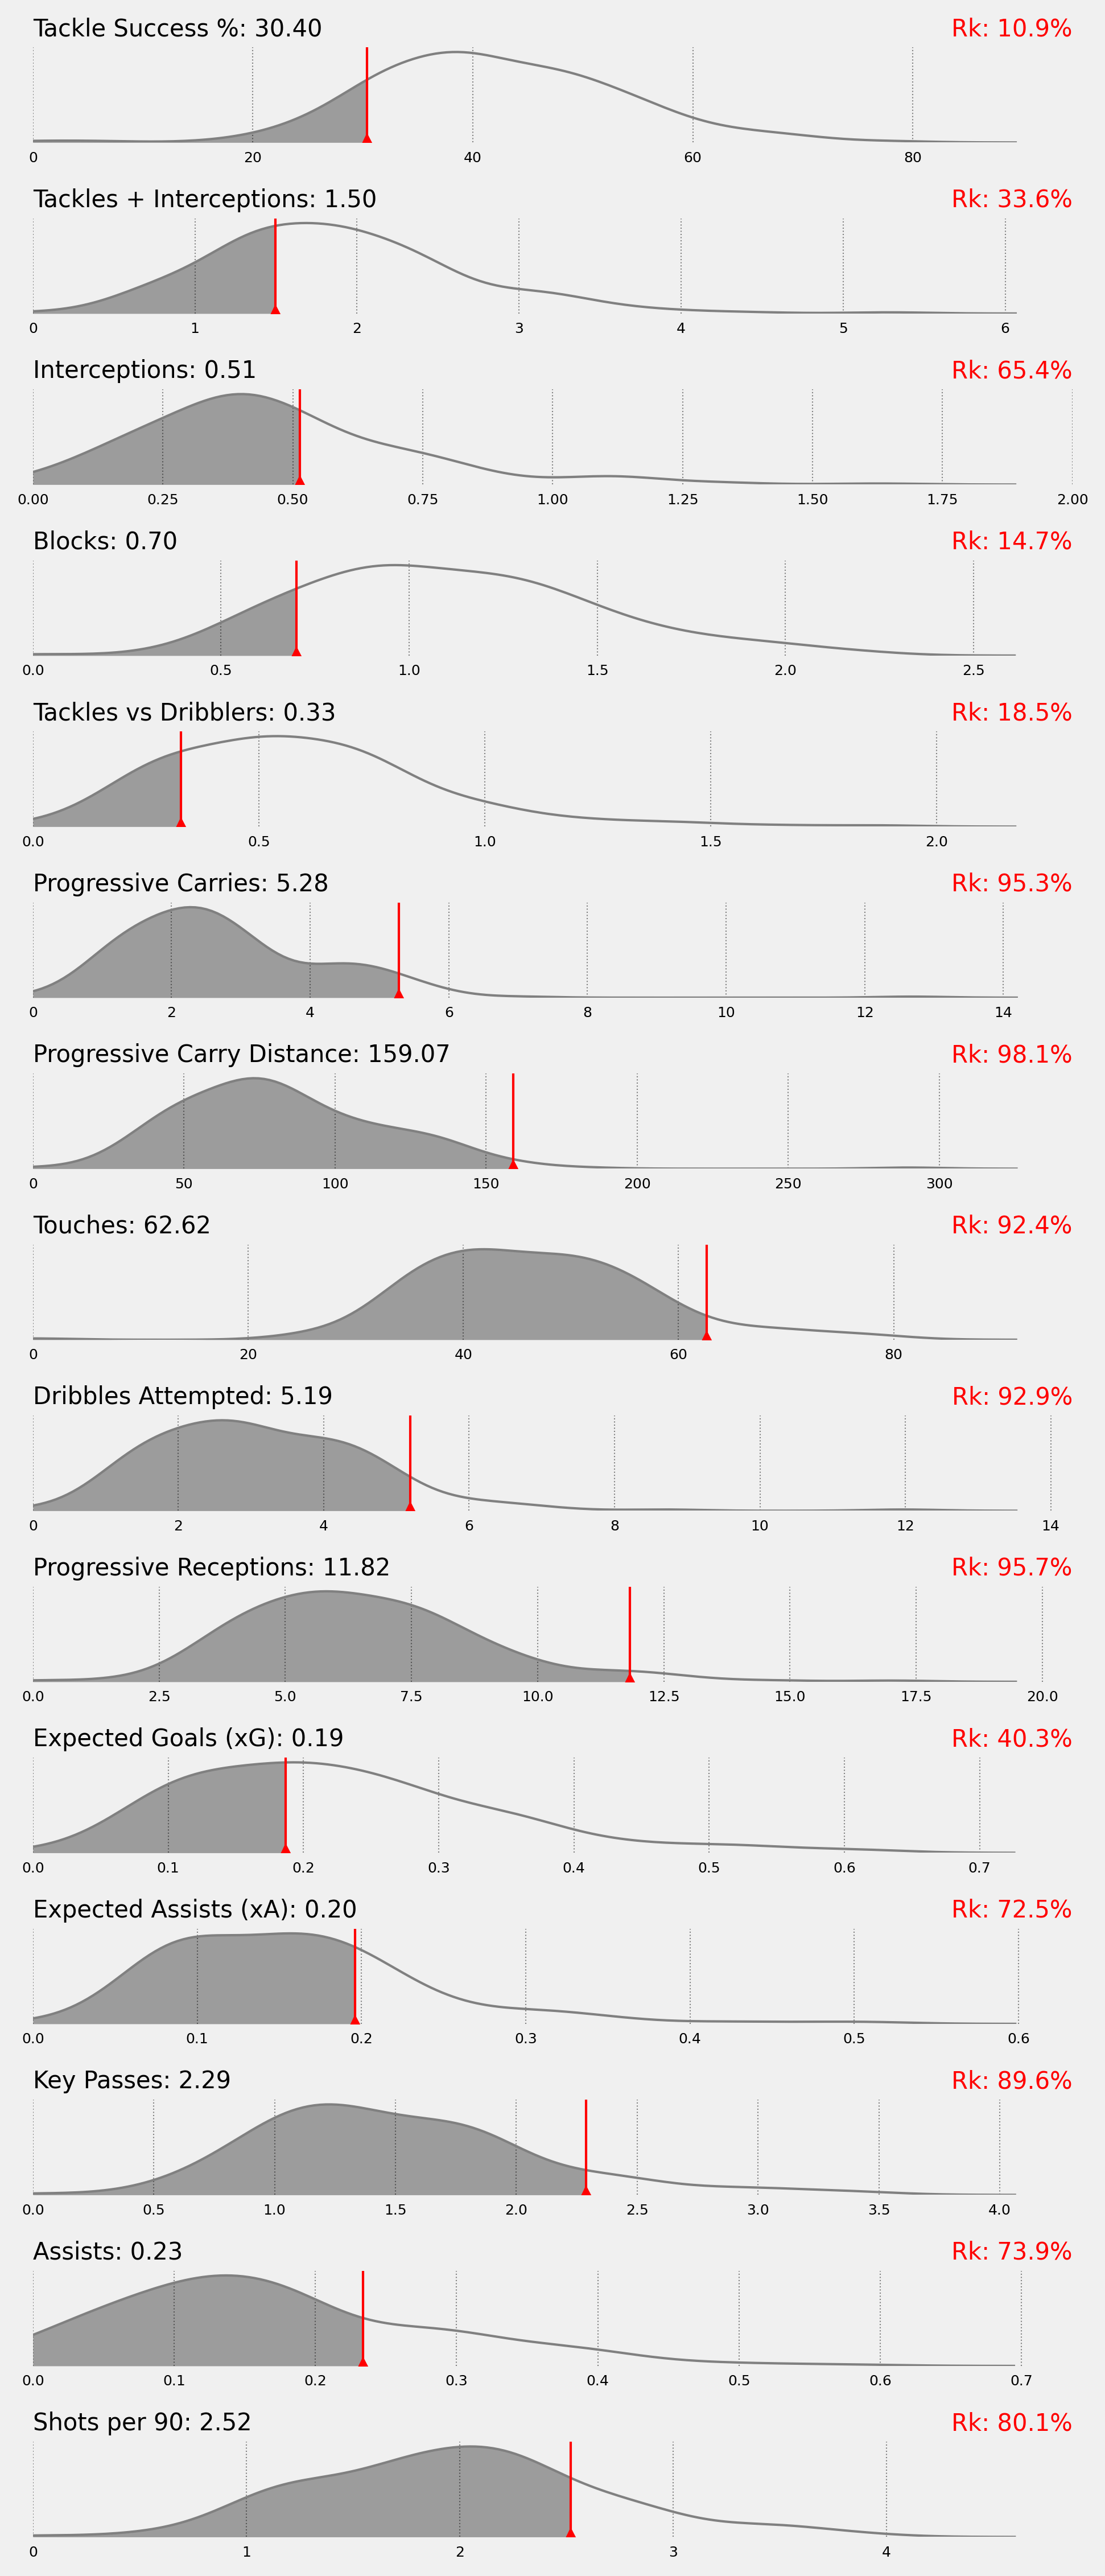 Tackle Success %: 30.40 Rk: 10.9%
0 20 40 60 80
Tackles + Interceptions: 1.50 Rk: 33.6%
0 1 2 3 4 5 6
Interceptions: 0.51 Rk: 65.4%
0.00 0.25 0.50 0.75 1.00 1.25 1.50 1.75 2.00
Blocks: 0.70 Rk: 14.7%
0.0 0.5 1.0 1.5 2.0 2.5
Tackles vs Dribblers: 0.33 Rk: 18.5%
0.0 0.5 1.0 1.5 2.0
Progressive Carries: 5.28 Rk: 95.3%
0 2 4 6 8 10 12 14
Progressive Carry Distance: 159.07 Rk: 98.1%
0 50 100 150 200 250 300
Touches: 62.62 Rk: 92.4%
0 20 40 60 80
Dribbles Attempted: 5.19 Rk: 92.9%
0 2 4 6 8 10 12 14
Progressive Receptions: 11.82 Rk: 95.7%
0.0 2.5 5.0 7.5 10.0 12.5 15.0 17.5 20.0
Expected Goals (xG): 0.19 Rk: 40.3%
0.0 0.1 0.2 0.3 0.4 0.5 0.6 0.7
Expected Assists (xA): 0.20 Rk: 72.5%
0.0 0.1 0.2 0.3 0.4 0.5 0.6
Key Passes: 2.29 Rk: 89.6%
0.0 0.5 1.0 1.5 2.0 2.5 3.0 3.5 4.0
Assists: 0.23 Rk: 73.9%
0.0 0.1 0.2 0.3 0.4 0.5 0.6 0.7
Shots per 90: 2.52 Rk: 80.1%
0 1 2 3 4